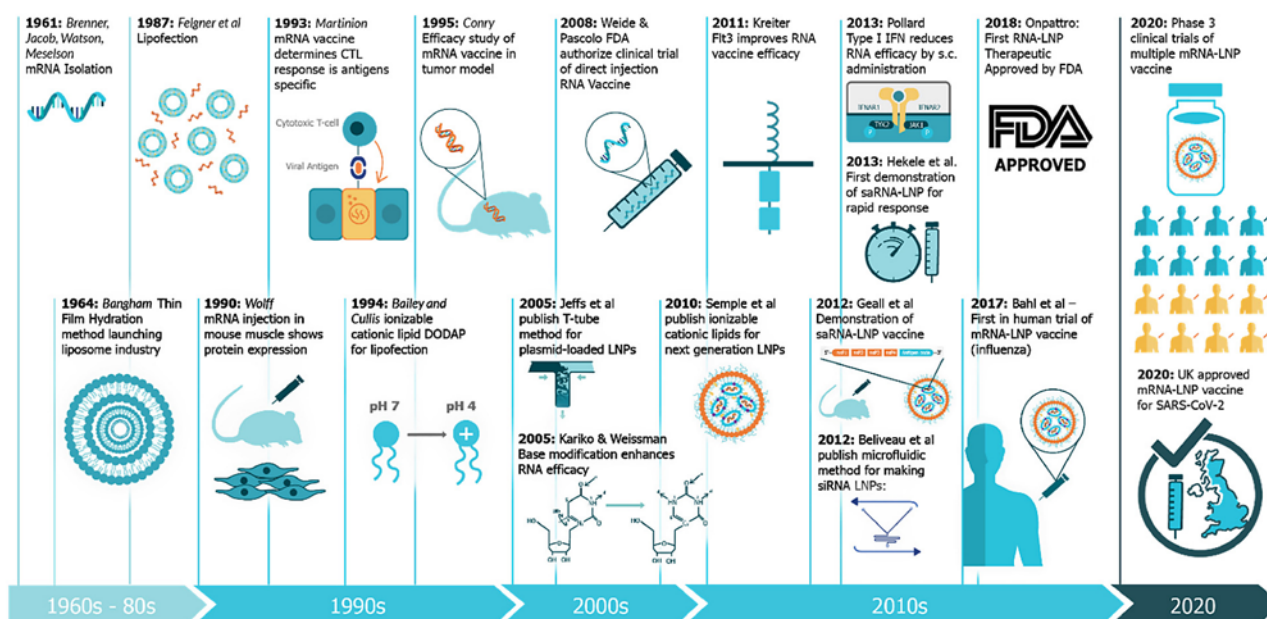 1961: Brenner,
Jacob, Watson,
Meselson
mRNA Isolation
1987: Felgner et al
Lipofection
1993: Martinion
mRNA vaccine
determines CTL
response is antigens
specific
Cytotoxic T-cell
Viral Antigen
1995: Conry
Efficacy study of
mRNA vaccine in
tumor model
2008: Weide &
Pascolo FDA
authorize clinical trial
of direct injection
RNA Vaccine
2011: Kreiter
Flt3 improves RNA
vaccine efficacy
2013: Pollard
Type I IFN reduces
RNA efficacy by s.c.
administration
IFNAR1
IFNAR2
TYK2
JAK1
P
P
2013: Hekele et al.
First demonstration
of saRNA-LNP for
rapid response
2018: Onpattro:
First RNA-LNP
Therapeutic
Approved by FDA
FDA
APPROVED
2020: Phase 3
clinical trials of
multiple mRNA-LNP
vaccine
1964: Bangham Thin
Film Hydration
method launching
liposome industry
1990: Wolff
mRNA injection in
mouse muscle shows
protein expression
1994: Bailey and
Cullis ionizable
cationic lipid DODAP
for lipofection
pH 7
pH 4
+
2005: Jeffs et al
publish T-tube
method for
plasmid-loaded LNPs
2005: Kariko & Weissman
Base modification enhances
RNA efficacy
2010: Semple et al
publish ionizable
cationic lipids for
next generation LNPs
2012: Geall et al
Demonstration of
saRNA-LNP vaccine
2012: Beliveau et al
publish microfluidic
method for making
siRNA LNPs:
2017: Bahl et al –
First in human trial of
mRNA-LNP vaccine
(influenza)
2020: UK approved
mRNA-LNP vaccine
for SARS-CoV-2
1960s - 80s
1990s
2000s
2010s
2020